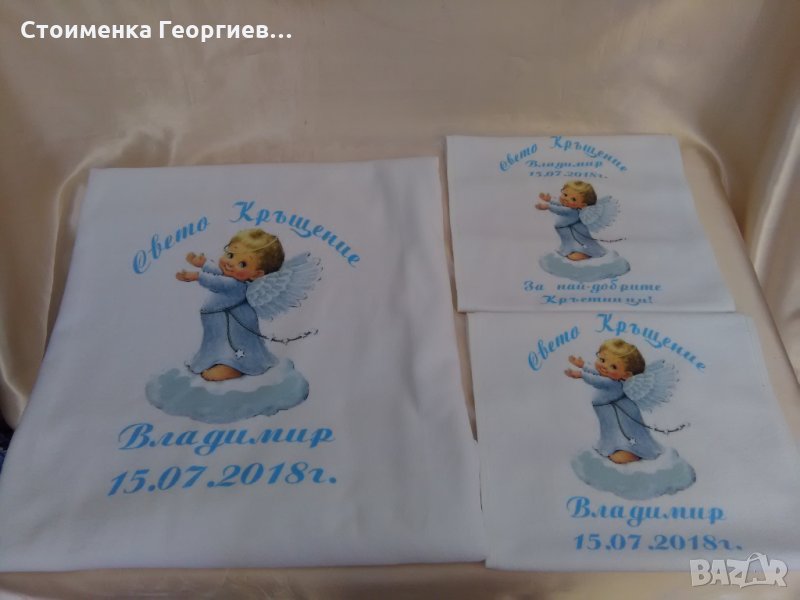 Стоименка Георгиев...
Свето Кръщение
Владимир
15.07.2018г.
Свето Кръщение
Владимир
15.07.2018г.
За най-добрите
Кръстници!
Свето Кръщение
Владимир
15.07.2018г.
BAZAR